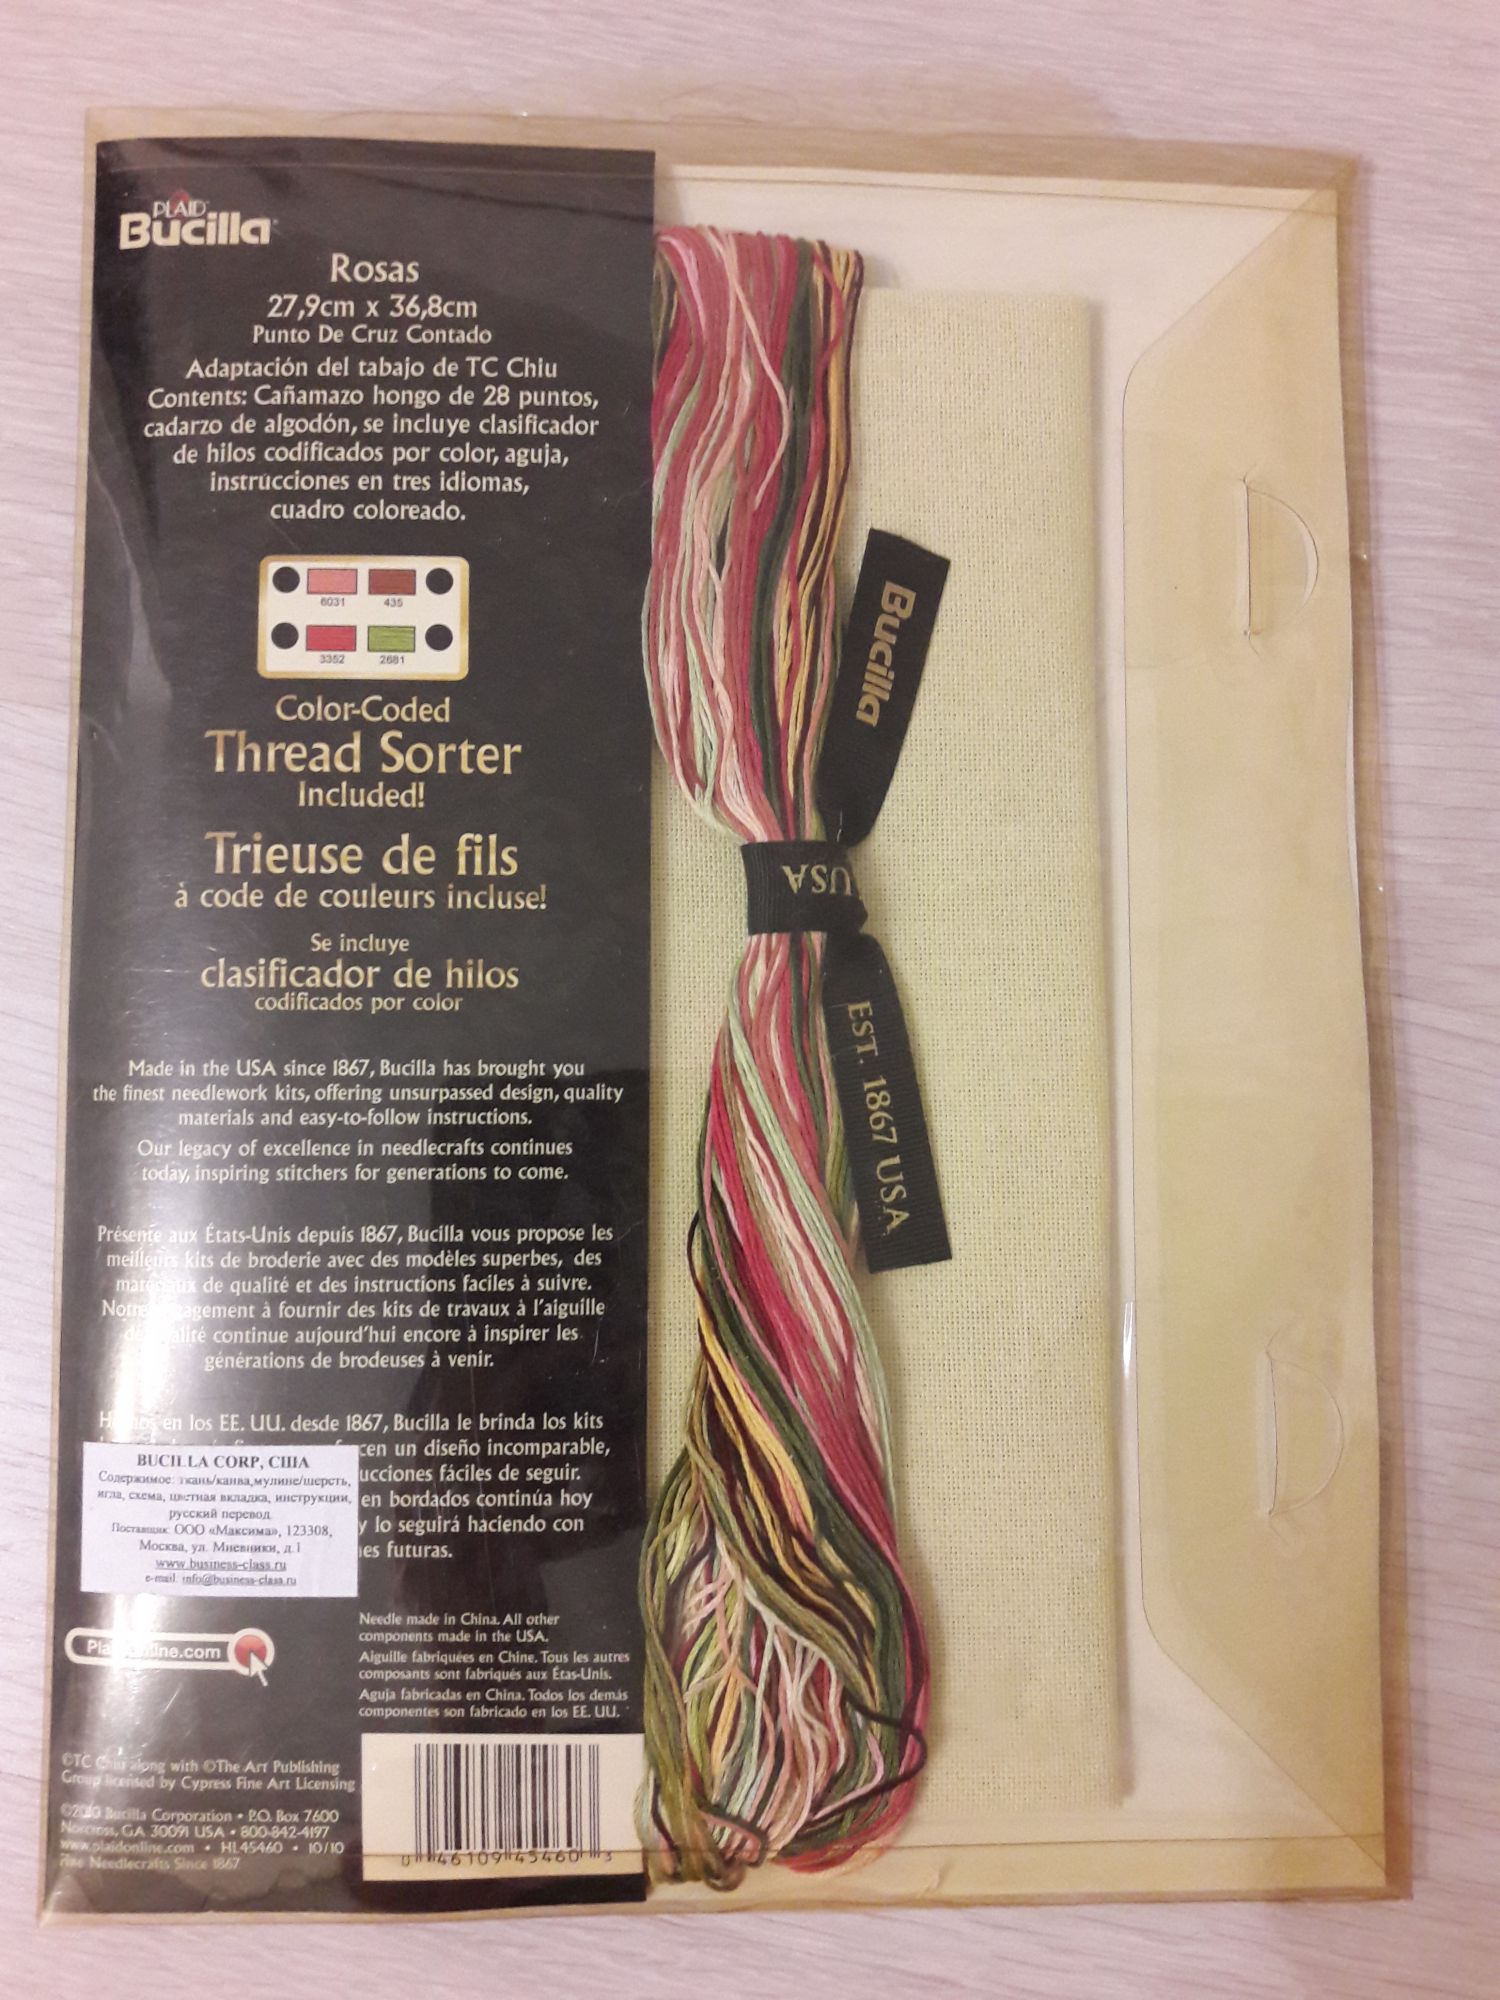 PLAID
Bucilla
Rosas
27,9cm x 36,8cm
Punto De Cruz Contado
Adaptación del tabajo de TC Chiu
Contents: Cañamazo hongo de 28 puntos,
cadarzo de algodón, se incluye clasificador
de hilos codificados por color, aguja,
instrucciones en tres idiomas,
cuadro coloreado.
6031 435
3352 2681
Color-Coded
Thread Sorter
Included!
Trieuse de fils
à code de couleurs incluse!
Se incluye
clasificador de hilos
codificados por color
Made in the USA since 1867, Bucilla has brought you
the finest needlework kits, offering unsurpassed design, quality
materials and easy-to-follow instructions.
Our legacy of excellence in needlecrafts continues
today, inspiring stitchers for generations to come.
Présente aux États-Unis depuis 1867, Bucilla vous propose les
meilleurs kits de broderie avec des modèles superbes, des
de qualité et des instructions faciles à suivre.
à fournir des kits de travaux à l'aiguille
continue aujourd'hui encore à inspirer les
générations de brodeuses à venir.
en los EE. UU. desde 1867, Bucilla le brinda los kits
un diseño incomparable,
fáciles de seguir.
en bordados continúa hoy
y lo seguirá haciendo con
futuras.
BUCILLA CORP, США
Содержимое: ткань/канва,мулине/шерсть,
игла, схема, цветная вкладка, инструкции,
русский перевод.
Поставщик: ООО «Максима», 123308,
Москва, ул. Мневники, д.1
www.business-class.ru
e-mail: info@business-class.ru
Needle made in China. All other
components made in the USA.
Aiguille fabriquées en Chine. Tous les autres
composants sont fabriqués aux Étas-Unis.
Aguja fabricadas en China. Todos los demás
componentes son fabricado en los EE. UU.
©TC along with ©The Art Publishing
Group licensed by Cypress Fine Art Licensing
©2010 Bucilla Corporation • P.O. Box 7600
Norcross, GA 30091 USA • 800-842-4197
www.plaidonline.com • HL45460 • 10/10
Fine Needlecrafts Since 1867
0 46109 45460 3
Bucilla
USA
EST. 1867 USA